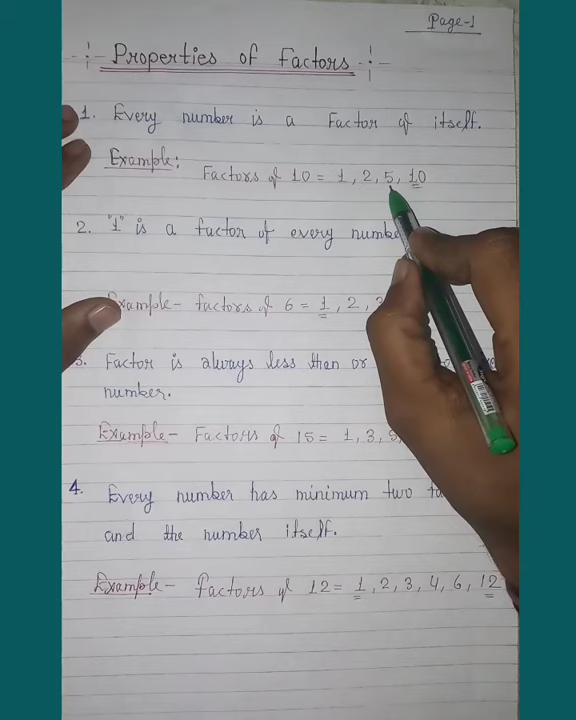 Page-1
Properties of Factors
1. Every number is a Factor of itself.
Example: Factors of 10 = 1, 2, 5, 10
2. "1" is a factor of every
Example- factors of 6 = 1, 2,
3. Factor is always less than or
number.
Example- Factors of 15 = 1, 3,
4. Every number has minimum two
and the number itself.
Example- Factors of 12 = 1, 2, 3, 4, 6, 12